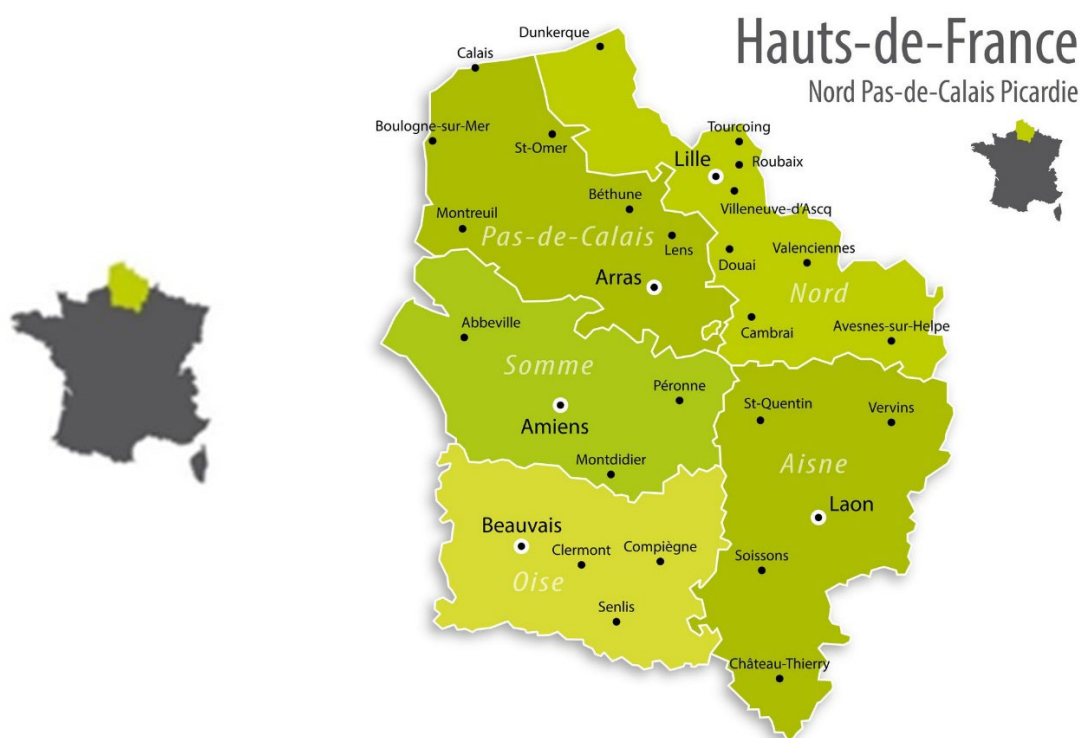 Hauts-de-France
Nord Pas-de-Calais Picardie
Dunkerque
Calais
Boulogne-sur-Mer
St-Omer
Tourcoing
Lille
Roubaix
Béthune
Villeneuve-d'Ascq
Montreuil
Pas-de-Calais
Lens
Douai
Valenciennes
Arras
Nord
Abbeville
Cambrai
Avesnes-sur-Helpe
Somme
Péronne
St-Quentin
Vervins
Amiens
Montdidier
Aisne
Laon
Beauvais
Clermont
Compiègne
Soissons
Oise
Senlis
Château-Thierry